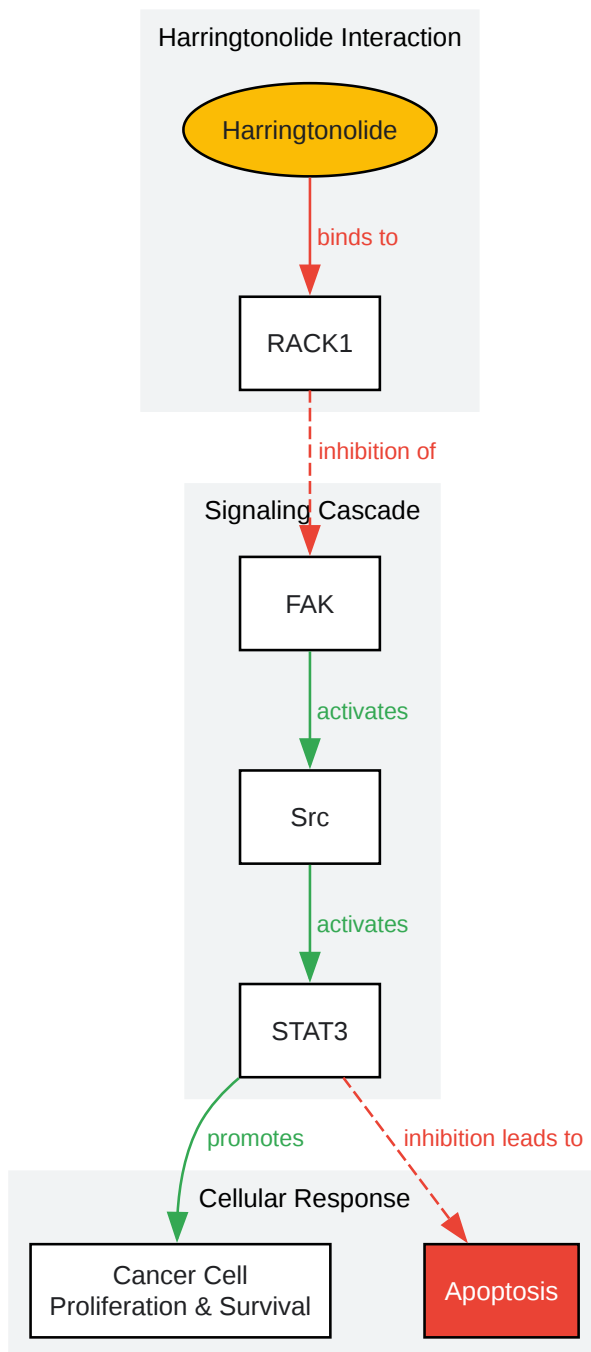 Harringtonolide Interaction
Harringtonolide
binds to
RACK1
inhibition of
Signaling Cascade
FAK
activates
Src
activates
STAT3
promotes
inhibition leads to
Cellular Response
Cancer Cell
Proliferation & Survival
Apoptosis